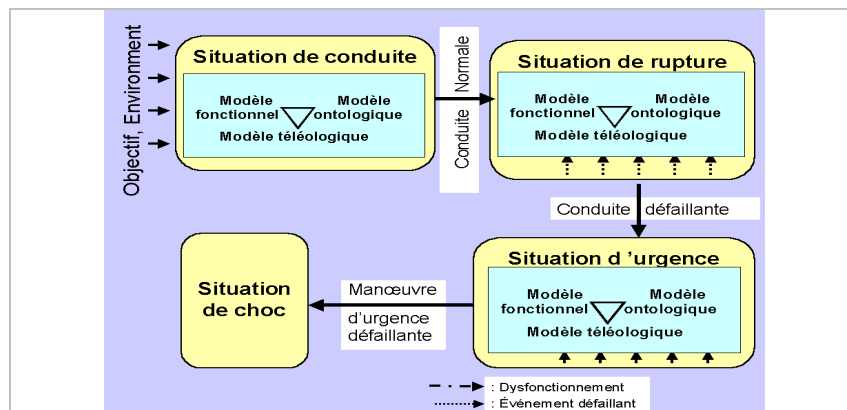 Objectif, Environment
Situation de conduite
Modèle Modèle
fonctionnel ontologique
Modèle téléologique
Conduite Normale
Situation de rupture
Modèle Modèle
fonctionnel ontologique
Modèle téléologique
Conduite défaillante
Situation d 'urgence
Modèle Modèle
fonctionnel ontologique
Modèle téléologique
Manœuvre
d'urgence
défaillante
Situation
de choc
: Dysfonctionnement
: Événement défaillant